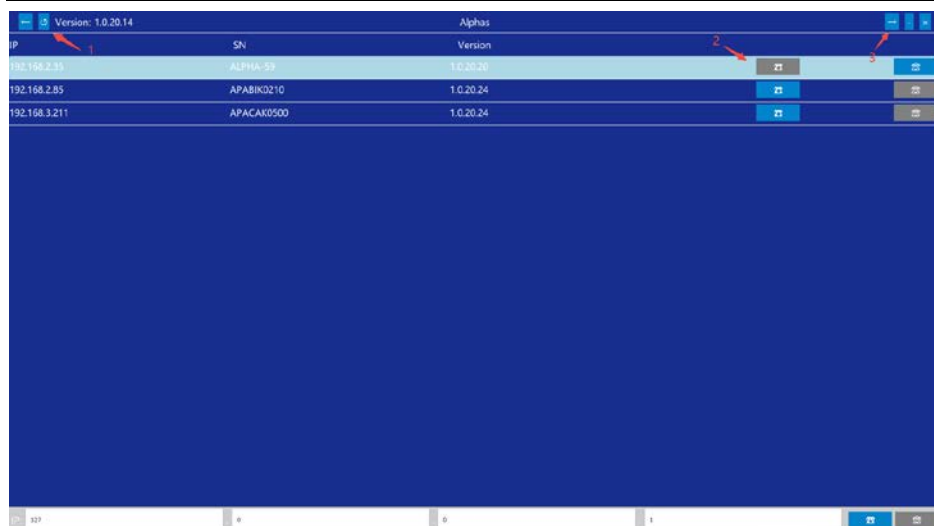 Version: 1.0.20.14 Alphas
1
IP SN Version
2
3
192.168.2.35 ALPHA-59 1.0.20.20
192.168.2.85 APABIK0210 1.0.20.24
192.168.3.211 APACAK0500 1.0.20.24
0 0 1